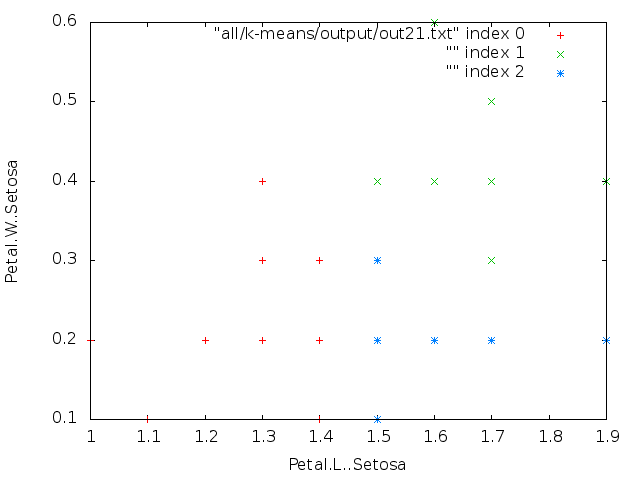 "all/k-means/output/out21.txt" index 0
"" index 1
"" index 2
0.6
0.5
0.4
0.3
0.2
0.1
Petal.W..Setosa
1 1.1 1.2 1.3 1.4 1.5 1.6 1.7 1.8 1.9
Petal.L..Setosa